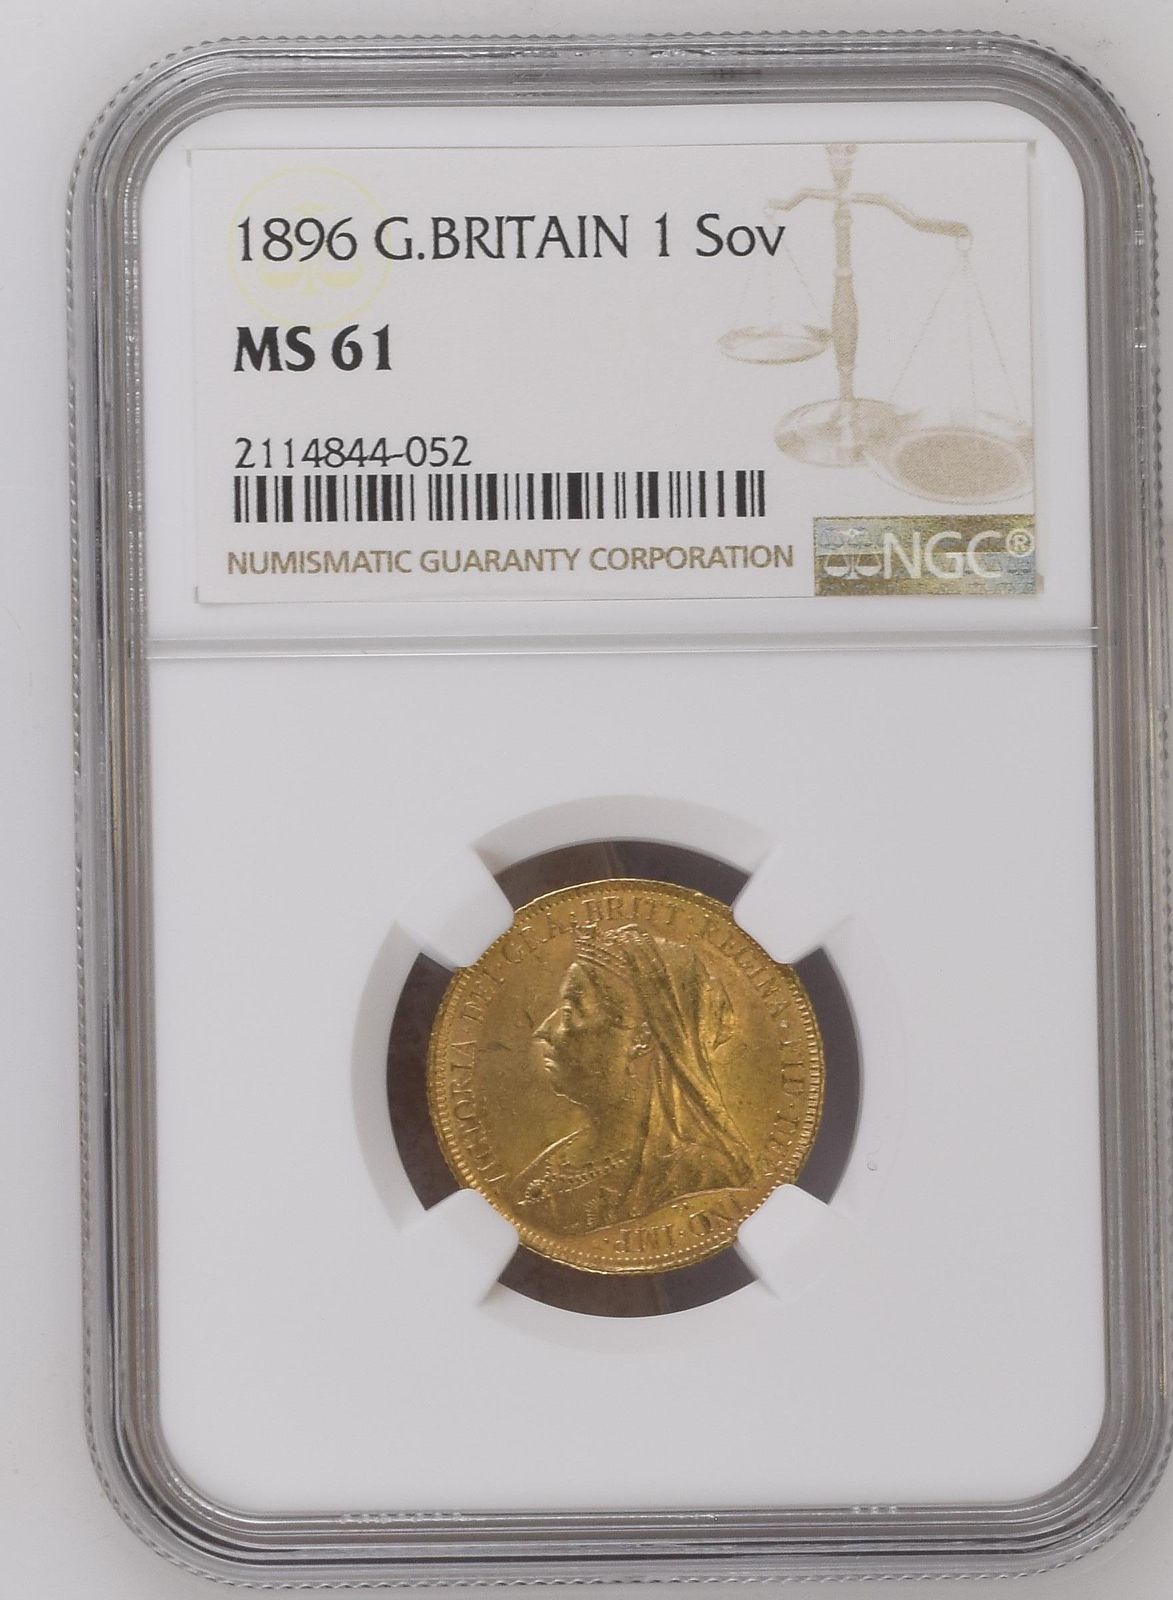 1896 G.BRITAIN 1 Sov
MS 61
2114844-052
NUMISMATIC GUARANTY CORPORATION
NGC®
VICTORIA·DEI·GRA:BRITT·REGINA·FID·DEF·IND·IMP·